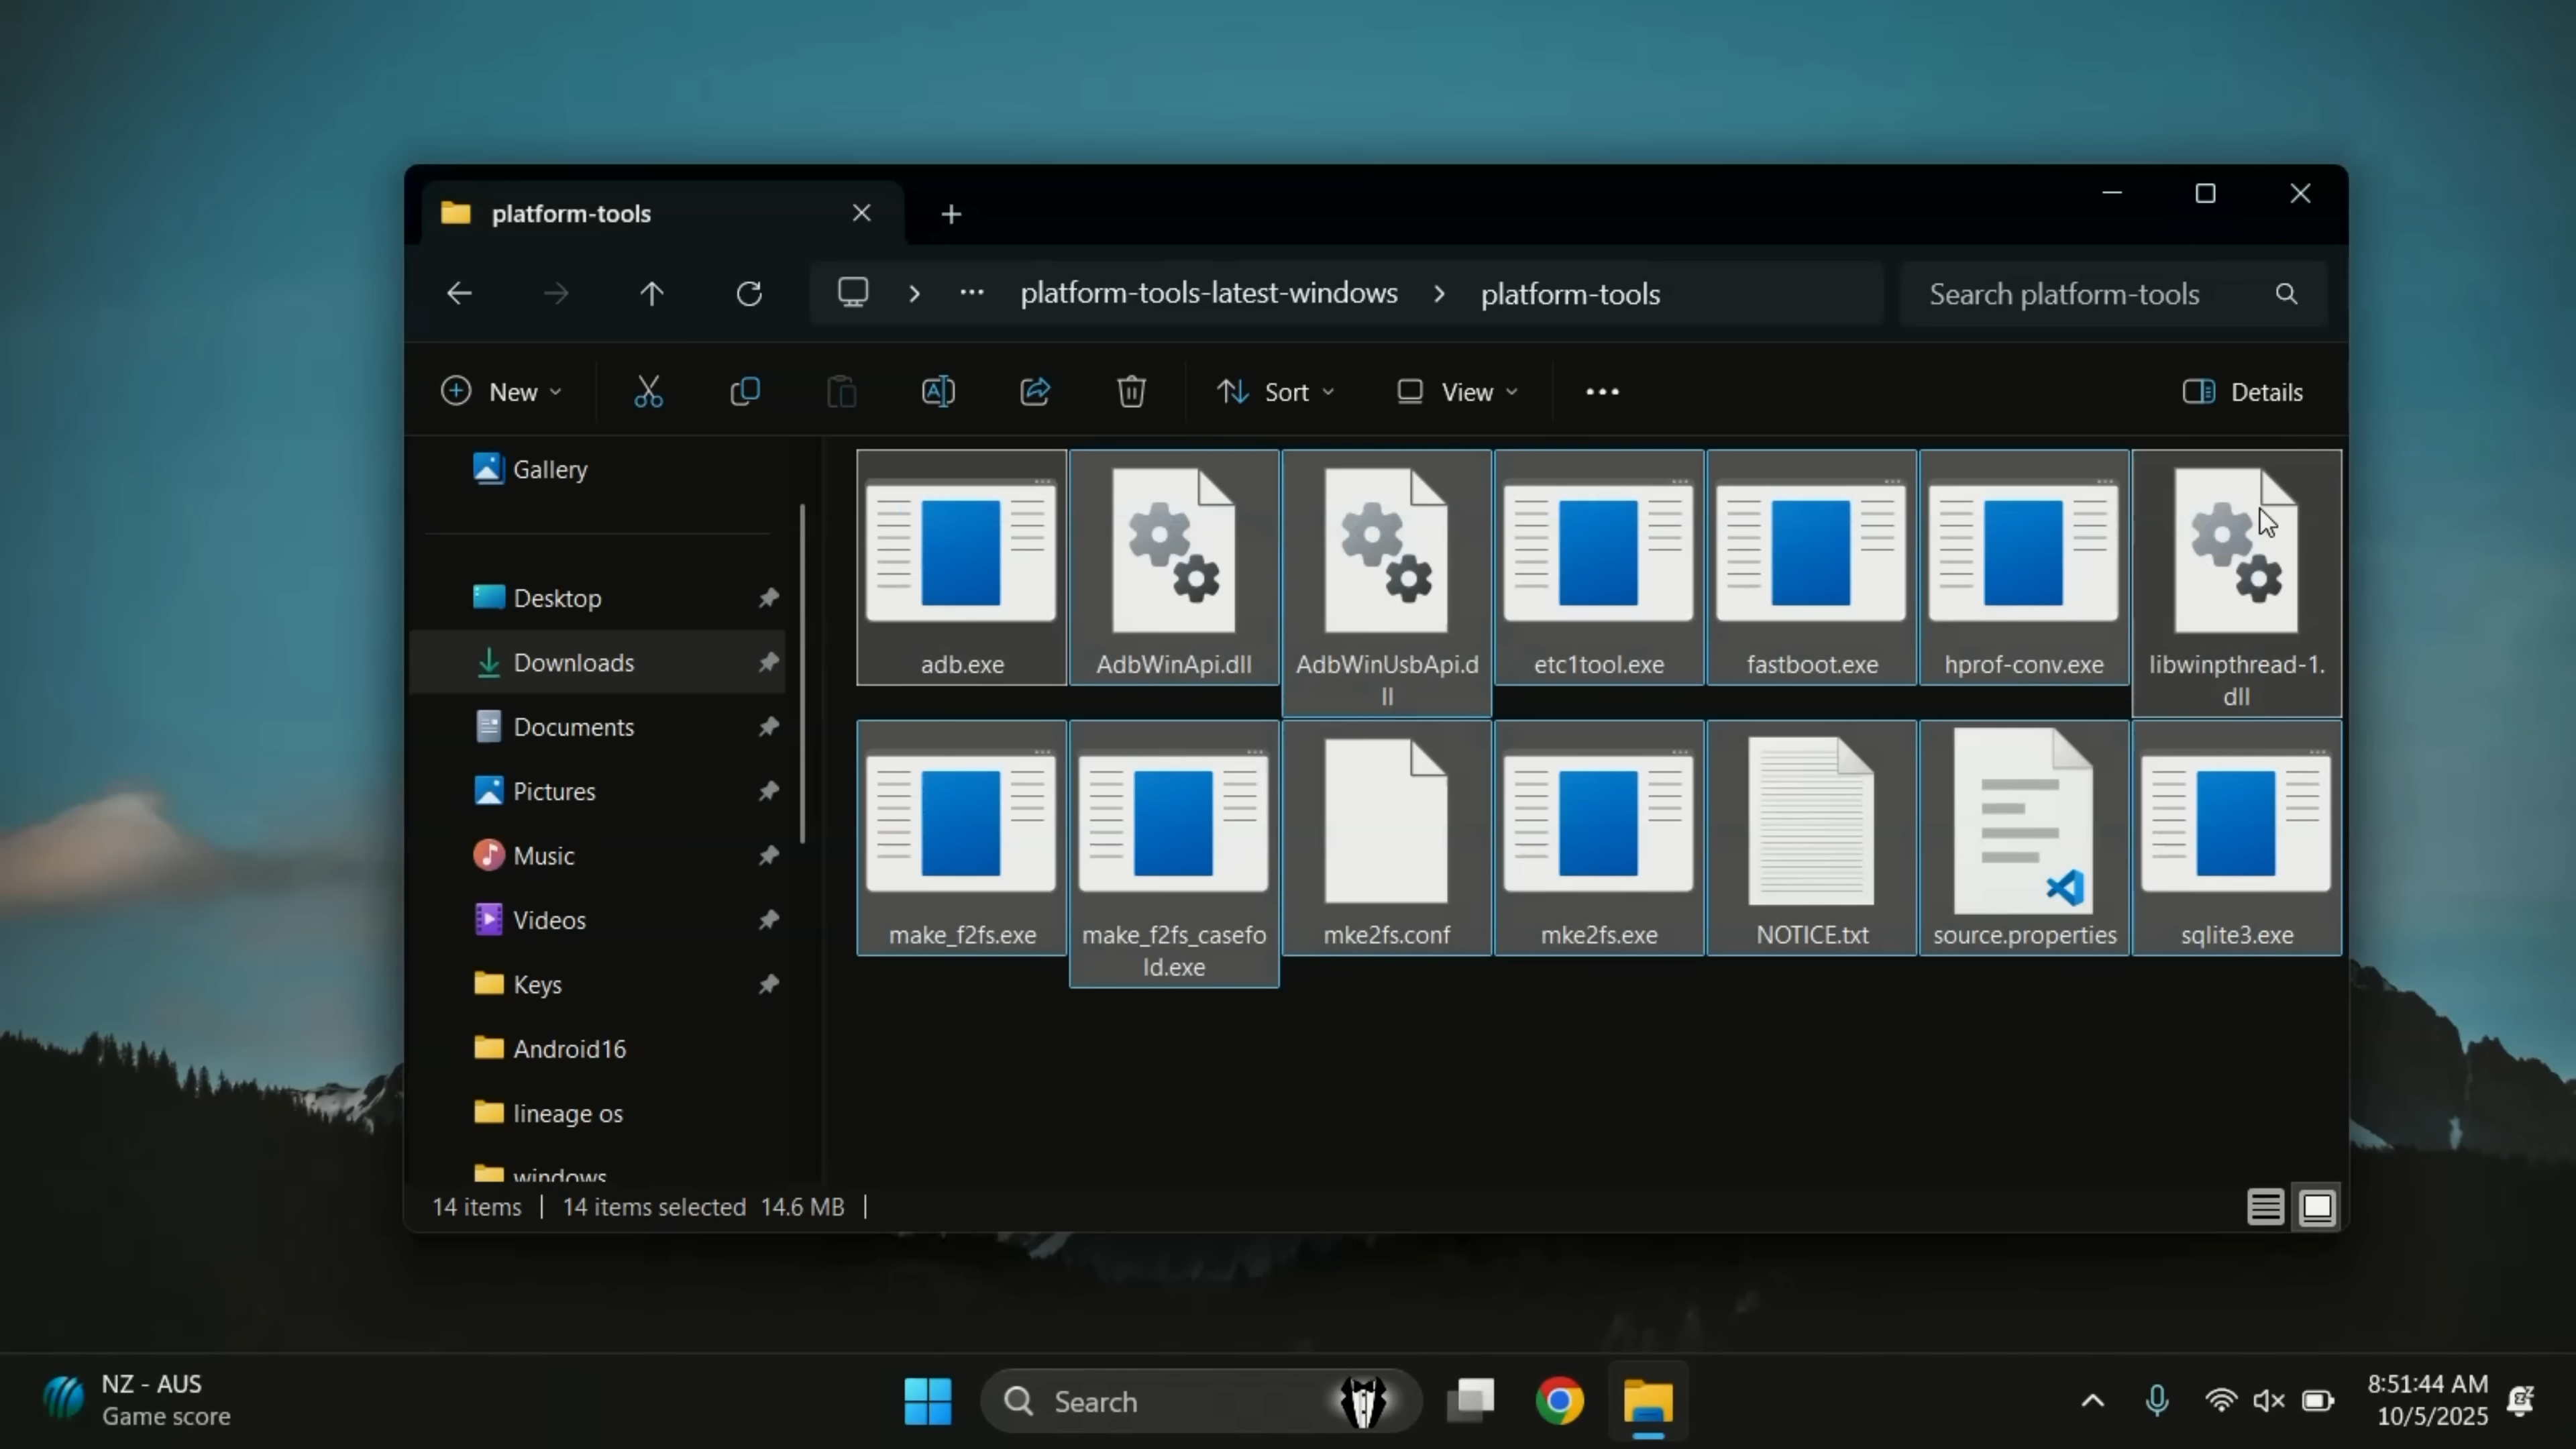 platform-tools
platform-tools-latest-windows
platform-tools
Search platform-tools
New
Sort
View
Details
Gallery
Desktop
Downloads
Documents
Pictures
Music
Videos
Keys
Android16
lineage os
windows
adb.exe
AdbWinApi.dll
AdbWinUsbApi.d
ll
etc1tool.exe
fastboot.exe
hprof-conv.exe
libwinpthread-1.
dll
make_f2fs.exe
make_f2fs_casefo
ld.exe
mke2fs.conf
mke2fs.exe
NOTICE.txt
source.properties
sqlite3.exe
14 items
14 items selected 14.6 MB
NZ - AUS
Game score
Search
8:51:44 AM
10/5/2025